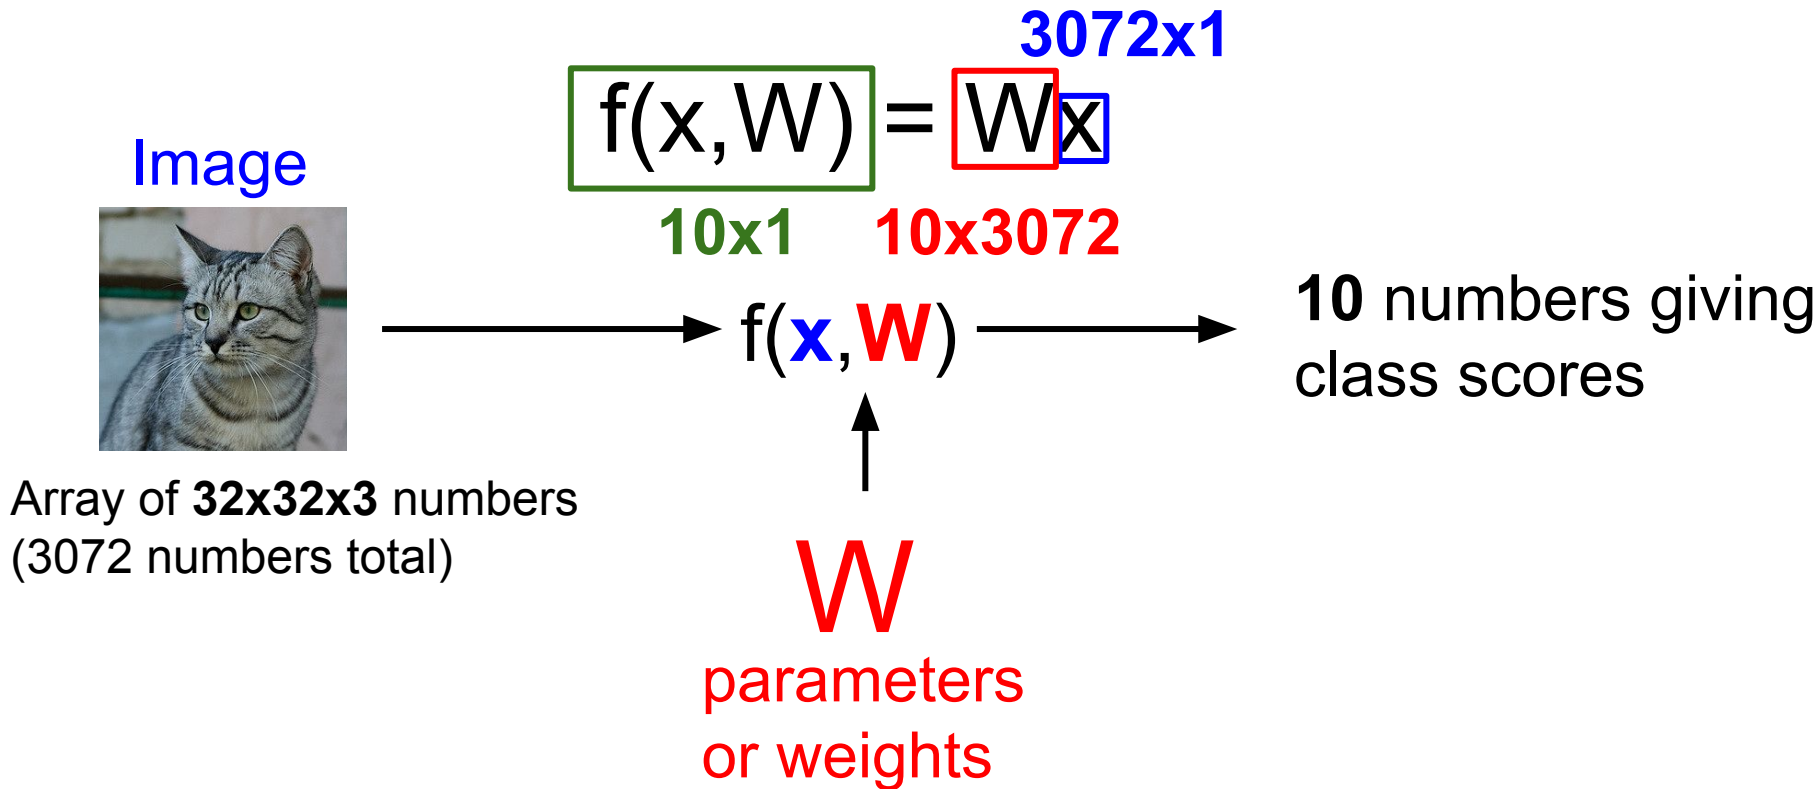 3072x1
f(x,W) = Wx
10x1 10x3072
Image
Array of 32x32x3 numbers
(3072 numbers total)
f(x,W)
W
parameters
or weights
10 numbers giving
class scores